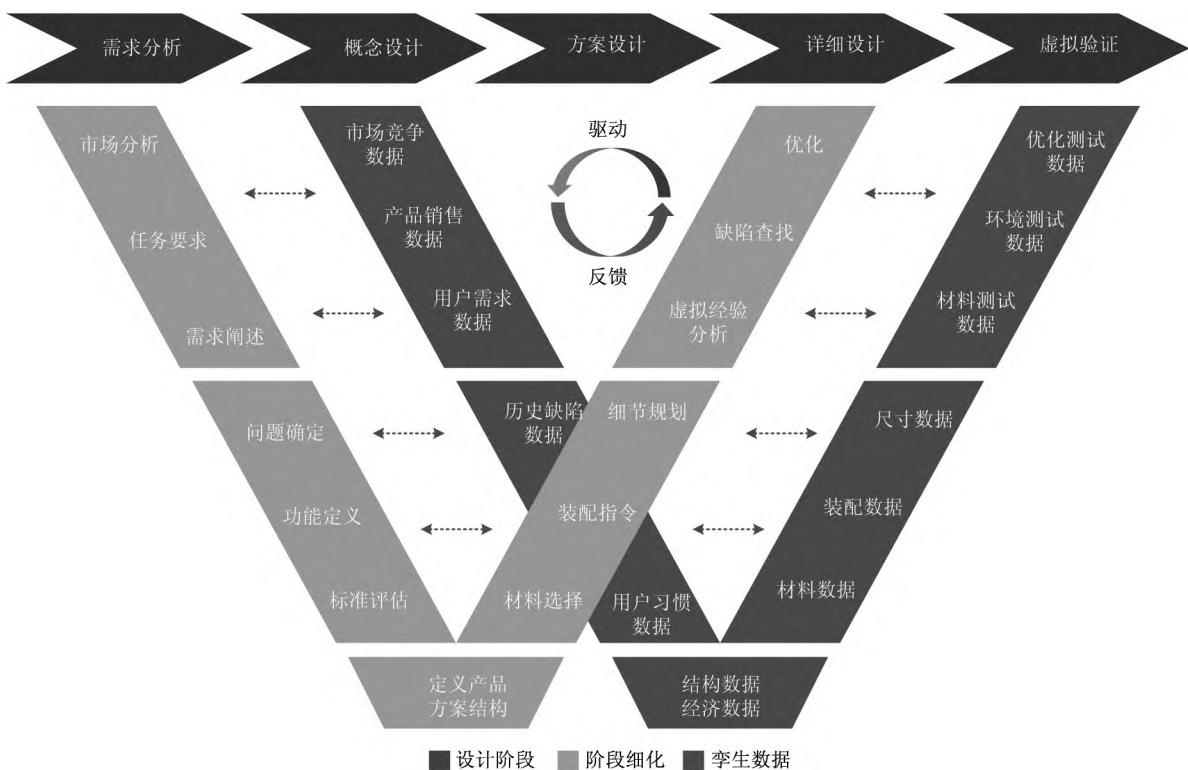 需求分析
概念设计
方案设计
详细设计
虚拟验证
市场分析
任务要求
需求阐述
市场竞争
数据
产品销售
数据
用户需求
数据
驱动
反馈
优化
缺陷查找
虚拟经验
分析
优化测试
数据
环境测试
数据
材料测试
数据
问题确定
功能定义
标准评估
历史缺陷
数据
用户习惯
数据
细节规划
装配指令
材料选择
尺寸数据
装配数据
材料数据
定义产品
方案结构
结构数据
经济数据
设计阶段
阶段细化
孪生数据